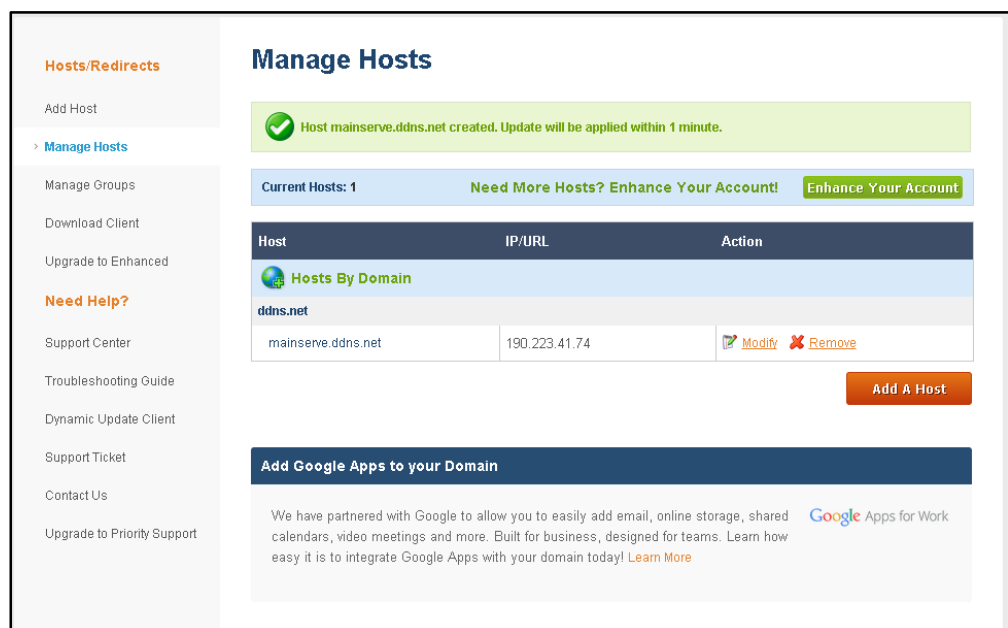 Hosts/Redirects
Add Host
Manage Hosts
Manage Groups
Download Client
Upgrade to Enhanced
Need Help?
Support Center
Troubleshooting Guide
Dynamic Update Client
Support Ticket
Contact Us
Upgrade to Priority Support
Manage Hosts
Host mainserve.ddns.net created. Update will be applied within 1 minute.
Current Hosts: 1 Need More Hosts? Enhance Your Account! Enhance Your Account
Host IP/URL Action
Hosts By Domain
ddns.net
mainserve.ddns.net 190.223.41.74 Modify Remove
Add A Host
Add Google Apps to your Domain
We have partnered with Google to allow you to easily add email, online storage, shared
calendars, video meetings and more. Built for business, designed for teams. Learn how
easy it is to integrate Google Apps with your domain today! Learn More
Google Apps for Work